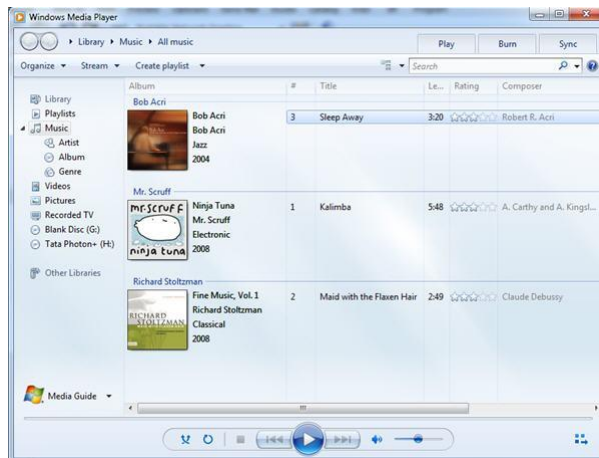 Windows Media Player
Library Music All music
Play Burn Sync
Organize Stream Create playlist Search
Album # Title Le... Rating Composer
Library
Playlists
Music
Artist
Album
Genre
Videos
Pictures
Recorded TV
Blank Disc (G:)
Tata Photon+ (H:)
Other Libraries
Bob Acri
Bob Acri 3 Sleep Away 3:20 Robert R. Acri
Bob Acri
Jazz
2004
Mr. Scruff
mr.scruff
ninja tuna
Ninja Tuna 1 Kalimba 5:48 A. Carthy and A. Kingsl...
Mr. Scruff
Electronic
2008
Richard Stoltzman
RICHARD
STOLTZMAN
Fine Music, Vol. 1 2 Maid with the Flaxen Hair 2:49 Claude Debussy
Richard Stoltzman
Classical
2008
Media Guide